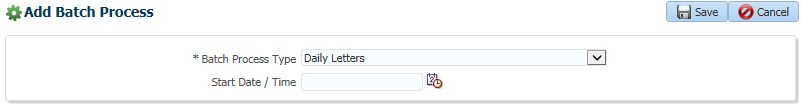 Add Batch Process Save Cancel
* Batch Process Type Daily Letters
Start Date / Time